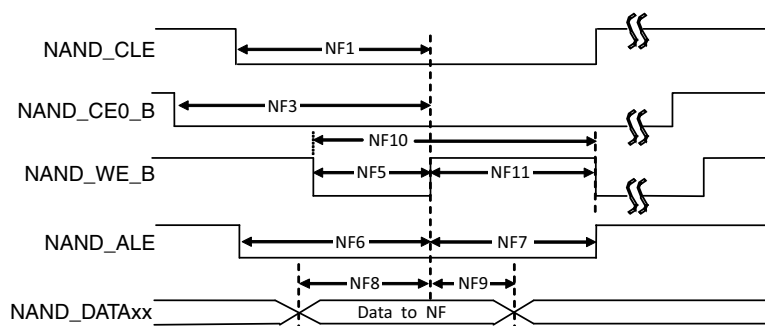 NAND_CLE
NF1
NAND_CE0_B
NF3
NF10
NAND_WE_B
NF5
NF11
NAND_ALE
NF6
NF7
NF8
NF9
NAND_DATAxx
Data to NF